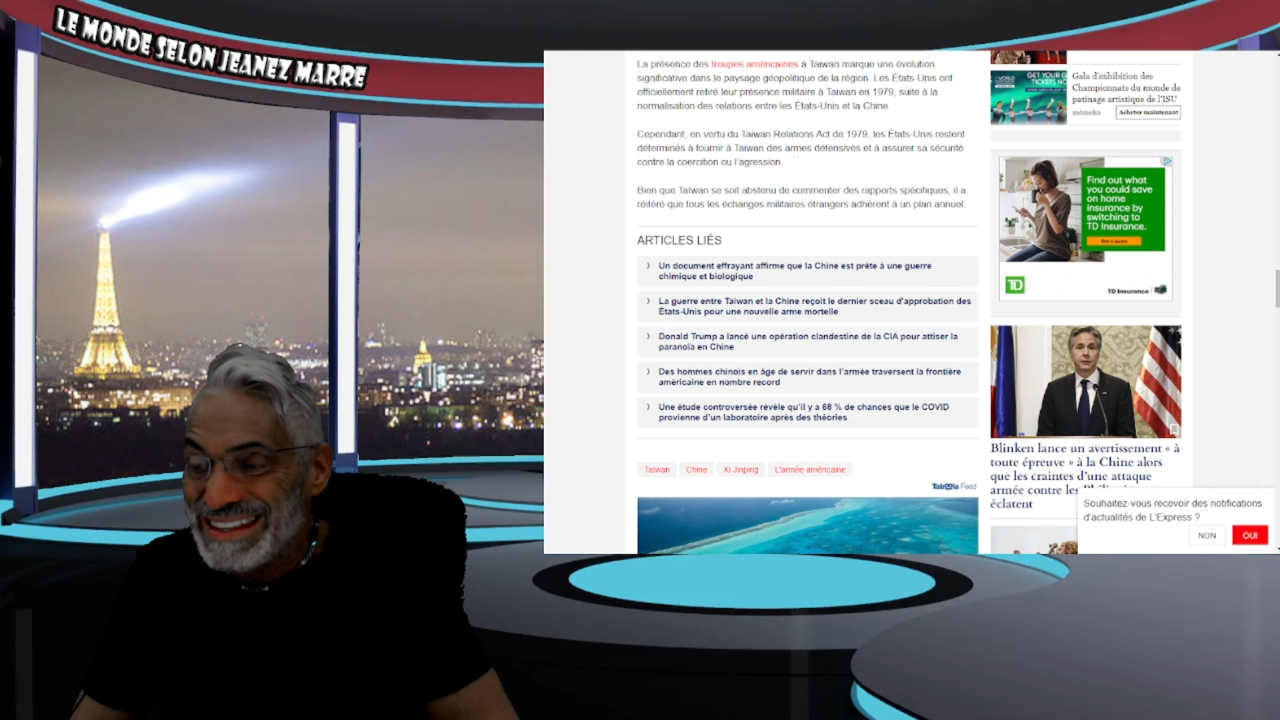 LE MONDE SELON JEANEZ MARRE
La présence des troupes américaines à Taïwan marque une évolution
significative dans le paysage géopolitique de la région. Les États-Unis ont
officiellement retiré leur présence militaire à Taïwan en 1979, suite à la
normalisation des relations entre les États-Unis et la Chine.
Cependant, en vertu du Taiwan Relations Act de 1979, les États-Unis restent
déterminés à fournir à Taïwan des armes défensives et à assurer sa sécurité
contre la coercition ou l'agression
Bien que Taïwan se soit abstenu de commenter des rapports spécifiques, il a
réitéré que tous les échanges militaires étrangers adhèrent à un plan annuel.
ARTICLES LIÉS
Un document effrayant affirme que la Chine est prête à une guerre
chimique et biologique
La guerre entre Taïwan et la Chine reçoit le dernier sceau d'approbation des
États-Unis pour une nouvelle arme mortelle
Donald Trump a lancé une opération clandestine de la CIA pour attiser la
paranoïa en Chine
Des hommes chinois en âge de servir dans l'armée traversent la frontière
américaine en nombre record
Une étude controversée révèle qu'il y a 68 % de chances que le COVID
provienne d'un laboratoire après des théories
Taïwan Chine Xi Jinping L'armée américaine
Taboola Feed
GET YOUR
TICKETS
Gala d'exhibition des
Championnats du monde de
patinage artistique de l'ISU
mémeko Acheter maintenant
Find out what
you could save
on home
insurance by
switching to
TD Insurance.
Get a quote
TD
TD Insurance
Blinken lance un avertissement « à
toute épreuve » à la Chine alors
que les craintes d'une attaque
armée contre les
éclatent
Souhaitez-vous recevoir des notifications
d'actualités de L'Express ?
NON OUI